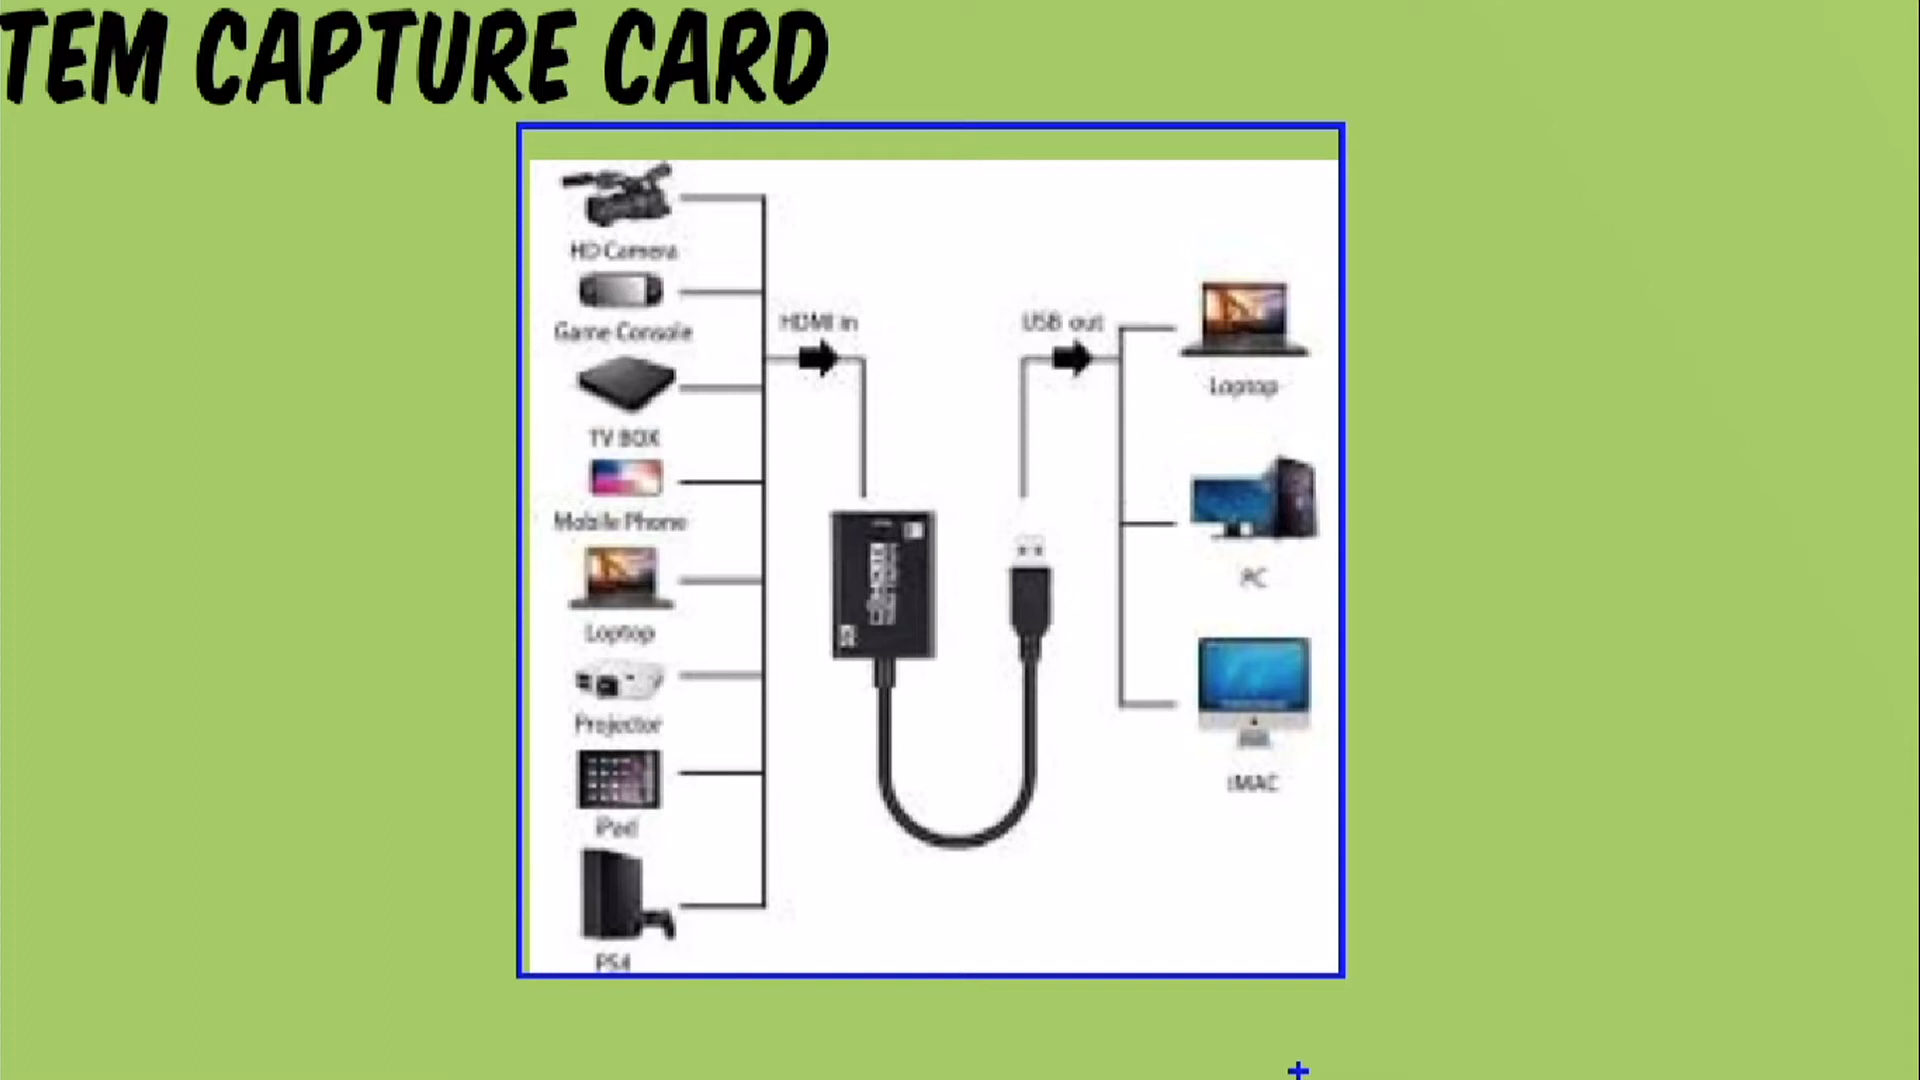 TEM CAPTURE CARD
HD Camera
Game Console
TV BOX
Mobile Phone
Laptop
Projector
iPad
PS4
HDMI in
USB out
Laptop
PC
iMAC